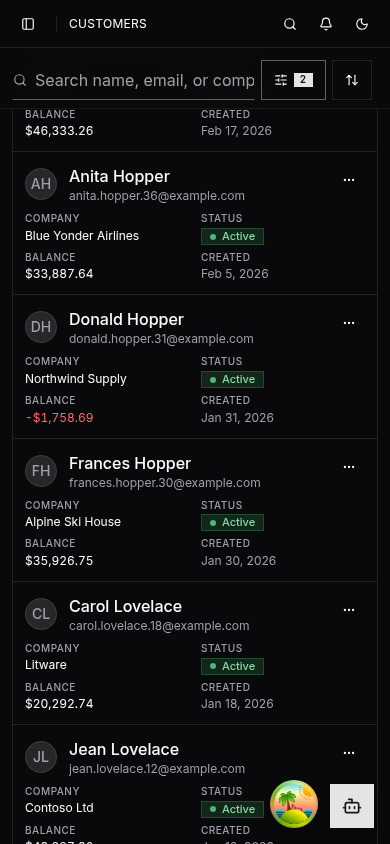 CUSTOMERS
Search name, email, or comp
2
BALANCE CREATED
$46,333.26 Feb 17, 2026
AH Anita Hopper
anita.hopper.36@example.com
COMPANY STATUS
Blue Yonder Airlines Active
BALANCE CREATED
$33,887.64 Feb 5, 2026
DH Donald Hopper
donald.hopper.31@example.com
COMPANY STATUS
Northwind Supply Active
BALANCE CREATED
-$1,758.69 Jan 31, 2026
FH Frances Hopper
frances.hopper.30@example.com
COMPANY STATUS
Alpine Ski House Active
BALANCE CREATED
$35,926.75 Jan 30, 2026
CL Carol Lovelace
carol.lovelace.18@example.com
COMPANY STATUS
Litware Active
BALANCE CREATED
$20,292.74 Jan 18, 2026
JL Jean Lovelace
jean.lovelace.12@example.com
COMPANY STATUS
Contoso Ltd Active
BALANCE CREATED